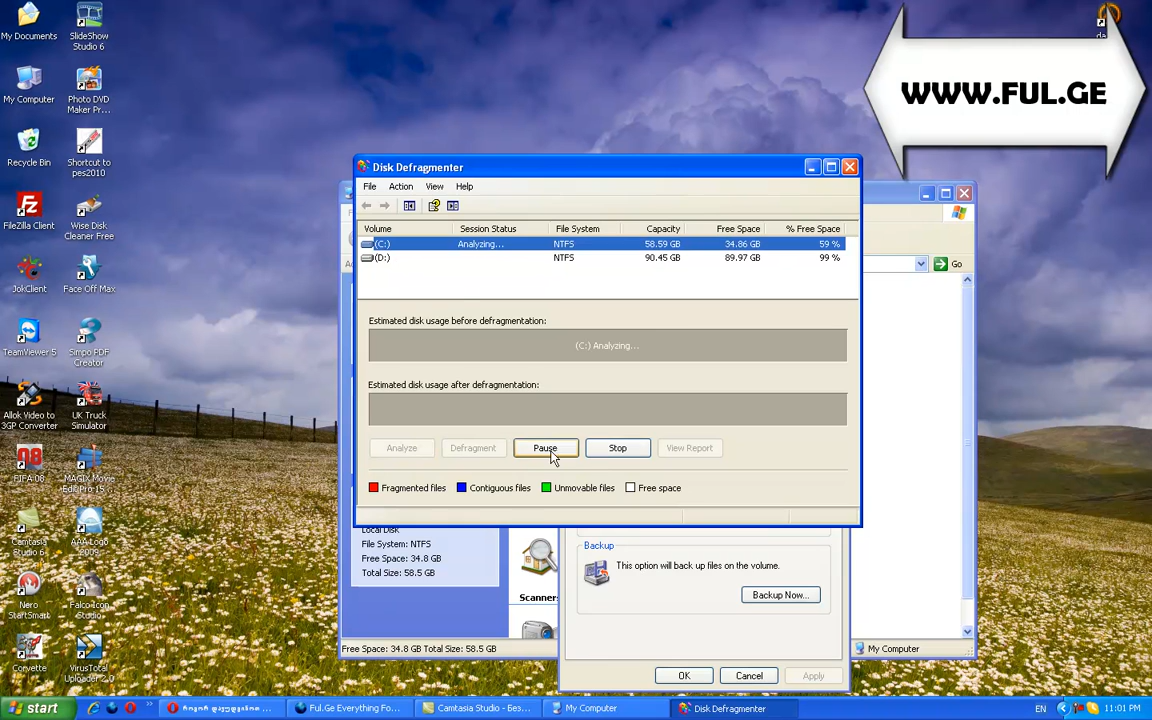 My Documents
SlideShow
Studio 6
WWW.FUL.GE
My Computer
Photo DVD
Maker Pr...
Recycle Bin
Shortcut to
pes2010
FileZilla Client
Wise Disk
Cleaner Free
JokClient
Face Off Max
TeamViewer 5
Simpo PDF
Creator
Allok Video to
3GP Converter
UK Truck
Simulator
FIFA 08
MAGIX Movie
Edit Pro 15 ...
Camtasia
Studio 6
AAA Logo
2009
Nero
StartSmart
Falco Icon
Studio
Corvette
VirusTotal
Uploader 2.0
Disk Defragmenter
File Action View Help
Volume Session Status File System Capacity Free Space % Free Space
(C:) Analyzing... NTFS 58.59 GB 34.86 GB 59 %
(D:) NTFS 90.45 GB 89.97 GB 99 %
Go
Estimated disk usage before defragmentation:
(C:) Analyzing...
Estimated disk usage after defragmentation:
Analyze Defragment Pause Stop View Report
Fragmented files Contiguous files Unmovable files Free space
Local Disk
File System: NTFS
Free Space: 34.8 GB
Total Size: 58.5 GB
Scanners
Backup
This option will back up files on the volume.
Backup Now...
Free Space: 34.8 GB Total Size: 58.5 GB
My Computer
OK Cancel Apply
start
Ful.Ge Everything Fo...
Camtasia Studio - Без...
My Computer
Disk Defragmenter
EN
11:01 PM